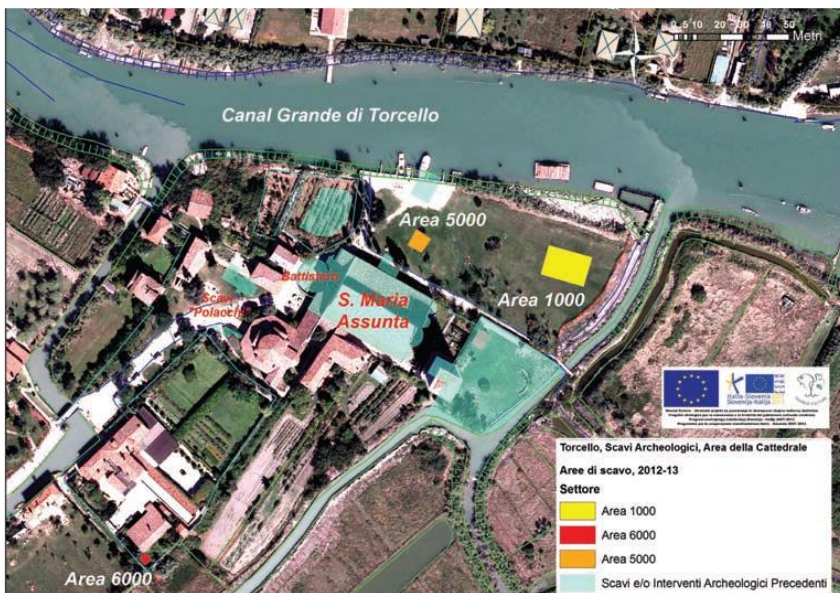 0 5 10 20 30 40 50
Metri
Canal Grande di Torcello
Area 5000
Battistero
Area 1000
S. Maria
Assunta
Scavi
"Polacchi"
Italia-Slovenia
Slovenija-Italija
Torcello, Scavi Archeologici, Area della Cattedrale
Aree di scavo, 2012-13
Settore
Area 1000
Area 6000
Area 5000
Scavi e/o Interventi Archeologici Precedenti
Area 6000